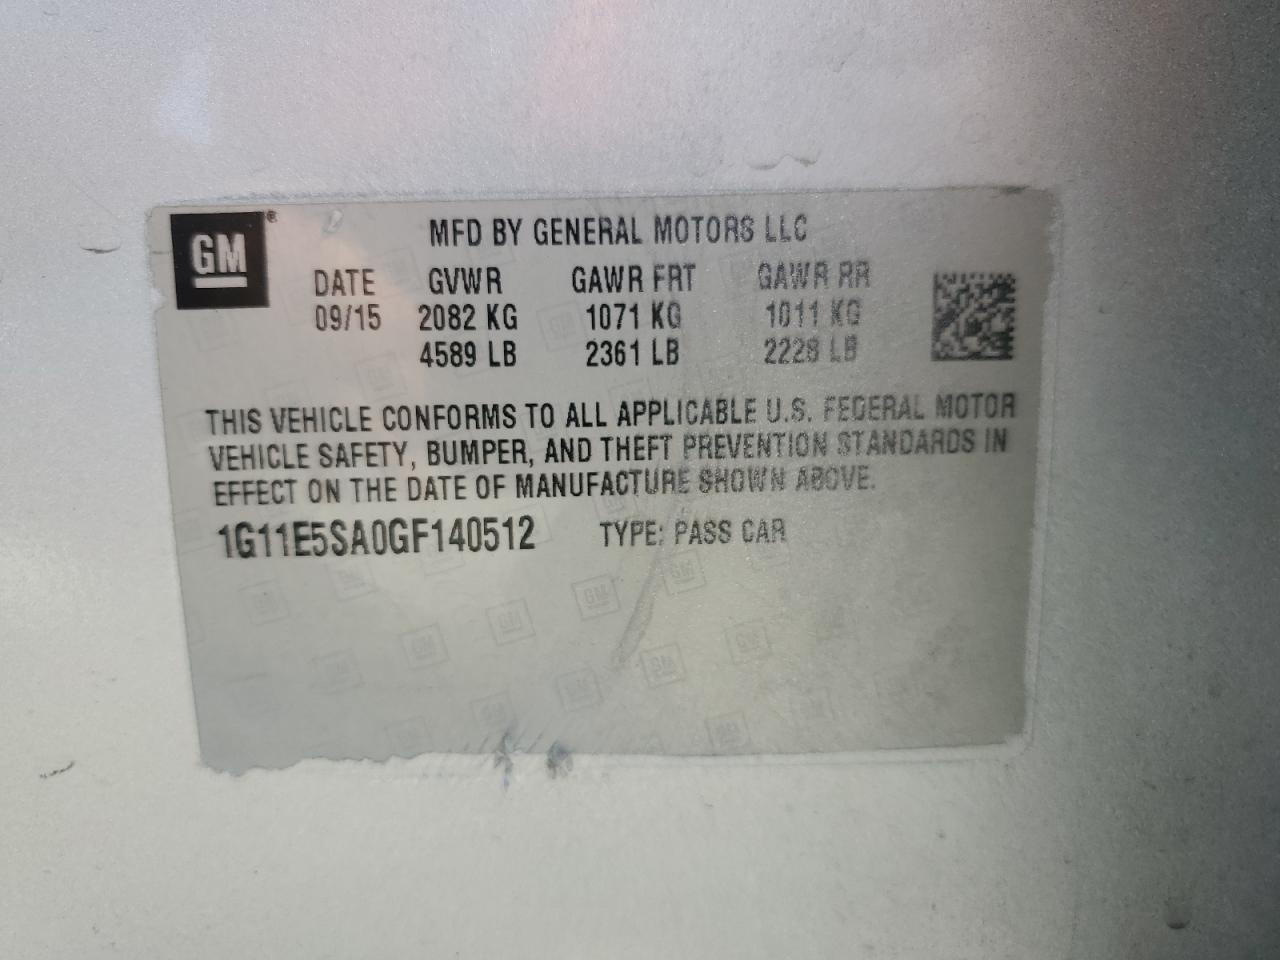 GM®
MFD BY GENERAL MOTORS LLC
DATE GVWR GAWR FRT GAWR RR
09/15 2082 KG 1071 KG 1011 KG
4589 LB 2361 LB 2228 LB
THIS VEHICLE CONFORMS TO ALL APPLICABLE U.S. FEDERAL MOTOR
VEHICLE SAFETY, BUMPER, AND THEFT PREVENTION STANDARDS IN
EFFECT ON THE DATE OF MANUFACTURE SHOWN ABOVE.
1G11E5SA0GF140512 TYPE: PASS CAR